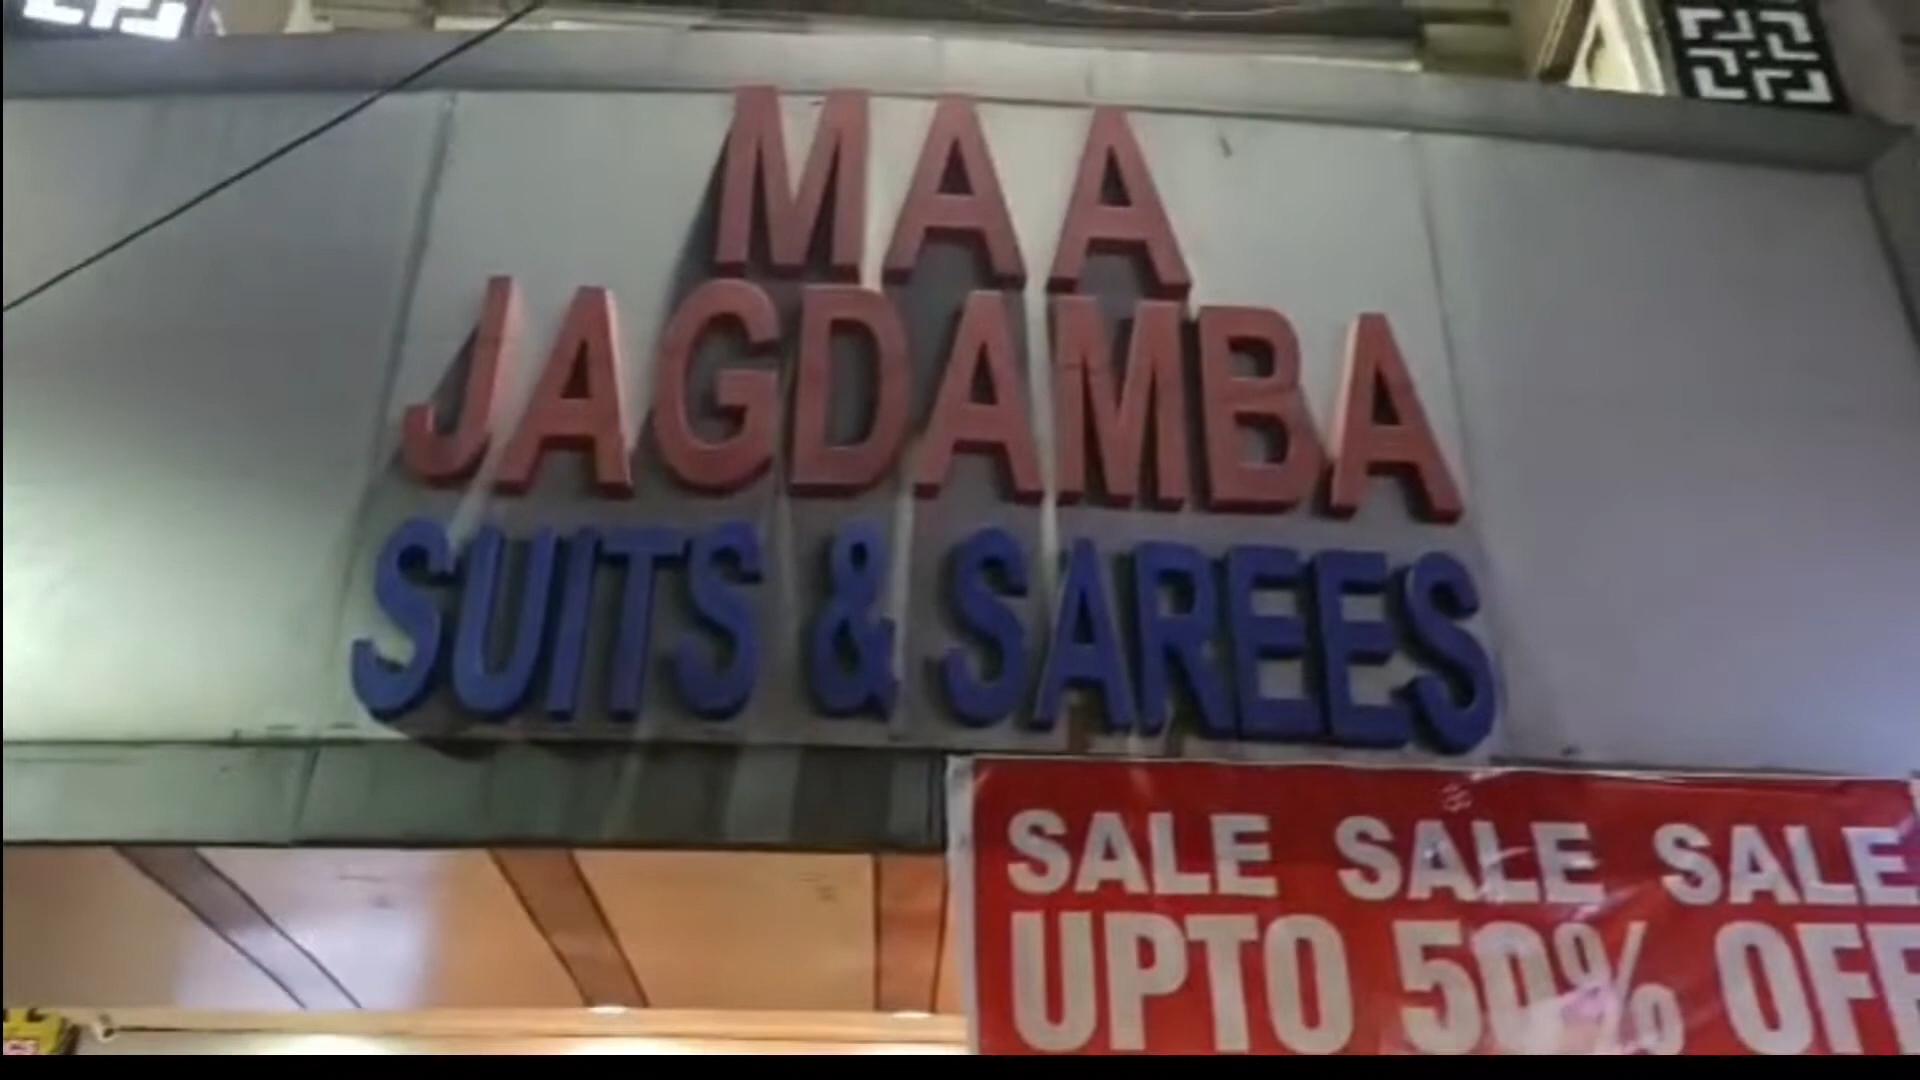 MAA
JAGDAMBA
SUITS & SAREES
SALE SALE SALE
UPTO 50% OFF